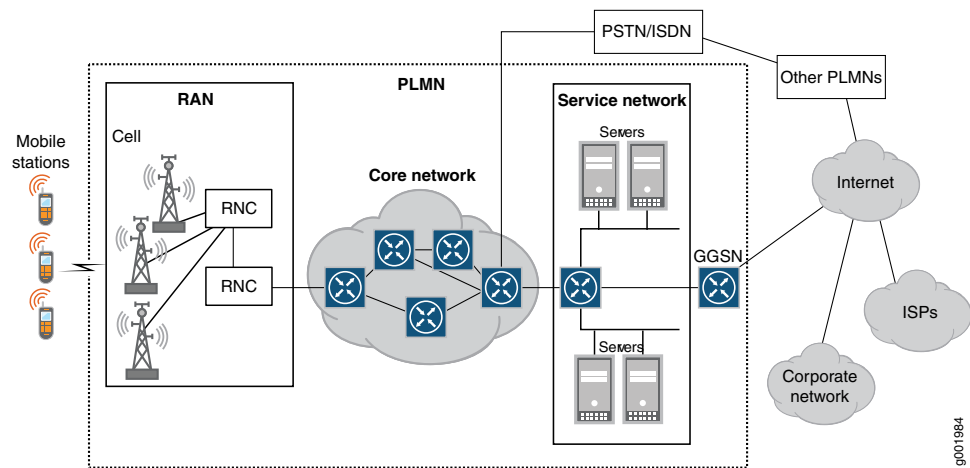 PSTN/ISDN
Other PLMNs
PLMN
RAN
Service network
Cell
Servers
Mobile
stations
Core network
RNC
Internet
RNC
GGSN
ISPs
Servers
Corporate
network
g001984